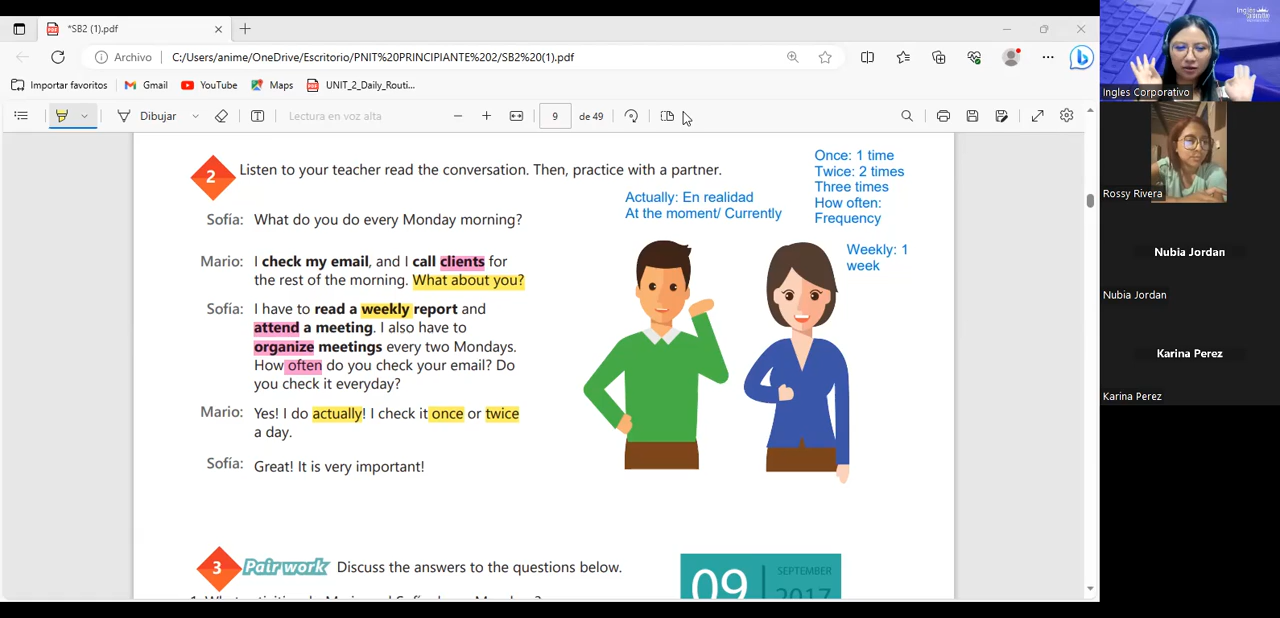 *SB2 (1).pdf
Archivo
C:/Users/anime/OneDrive/Escritorio/PNIT%20PRINCIPIANTE%202/SB2%20(1).pdf
Importar favoritos
Gmail
YouTube
Maps
UNIT_2_Daily_Routi...
Dibujar
Lectura en voz alta
9
de 49
2
Listen to your teacher read the conversation. Then, practice with a partner.
Sofía: What do you do every Monday morning?
Mario: I check my email, and I call clients for
the rest of the morning. What about you?
Sofía: I have to read a weekly report and
attend a meeting. I also have to
organize meetings every two Mondays.
How often do you check your email? Do
you check it everyday?
Mario: Yes! I do actually! I check it once or twice
a day.
Sofía: Great! It is very important!
Actually: En realidad
At the moment/ Currently
Once: 1 time
Twice: 2 times
Three times
How often:
Frequency
Weekly: 1
week
3
Pair work
Discuss the answers to the questions below.
09
SEPTEMBER
2017
Ingles Corporativo
Rossy Rivera
Nubia Jordan
Nubia Jordan
Karina Perez
Karina Perez